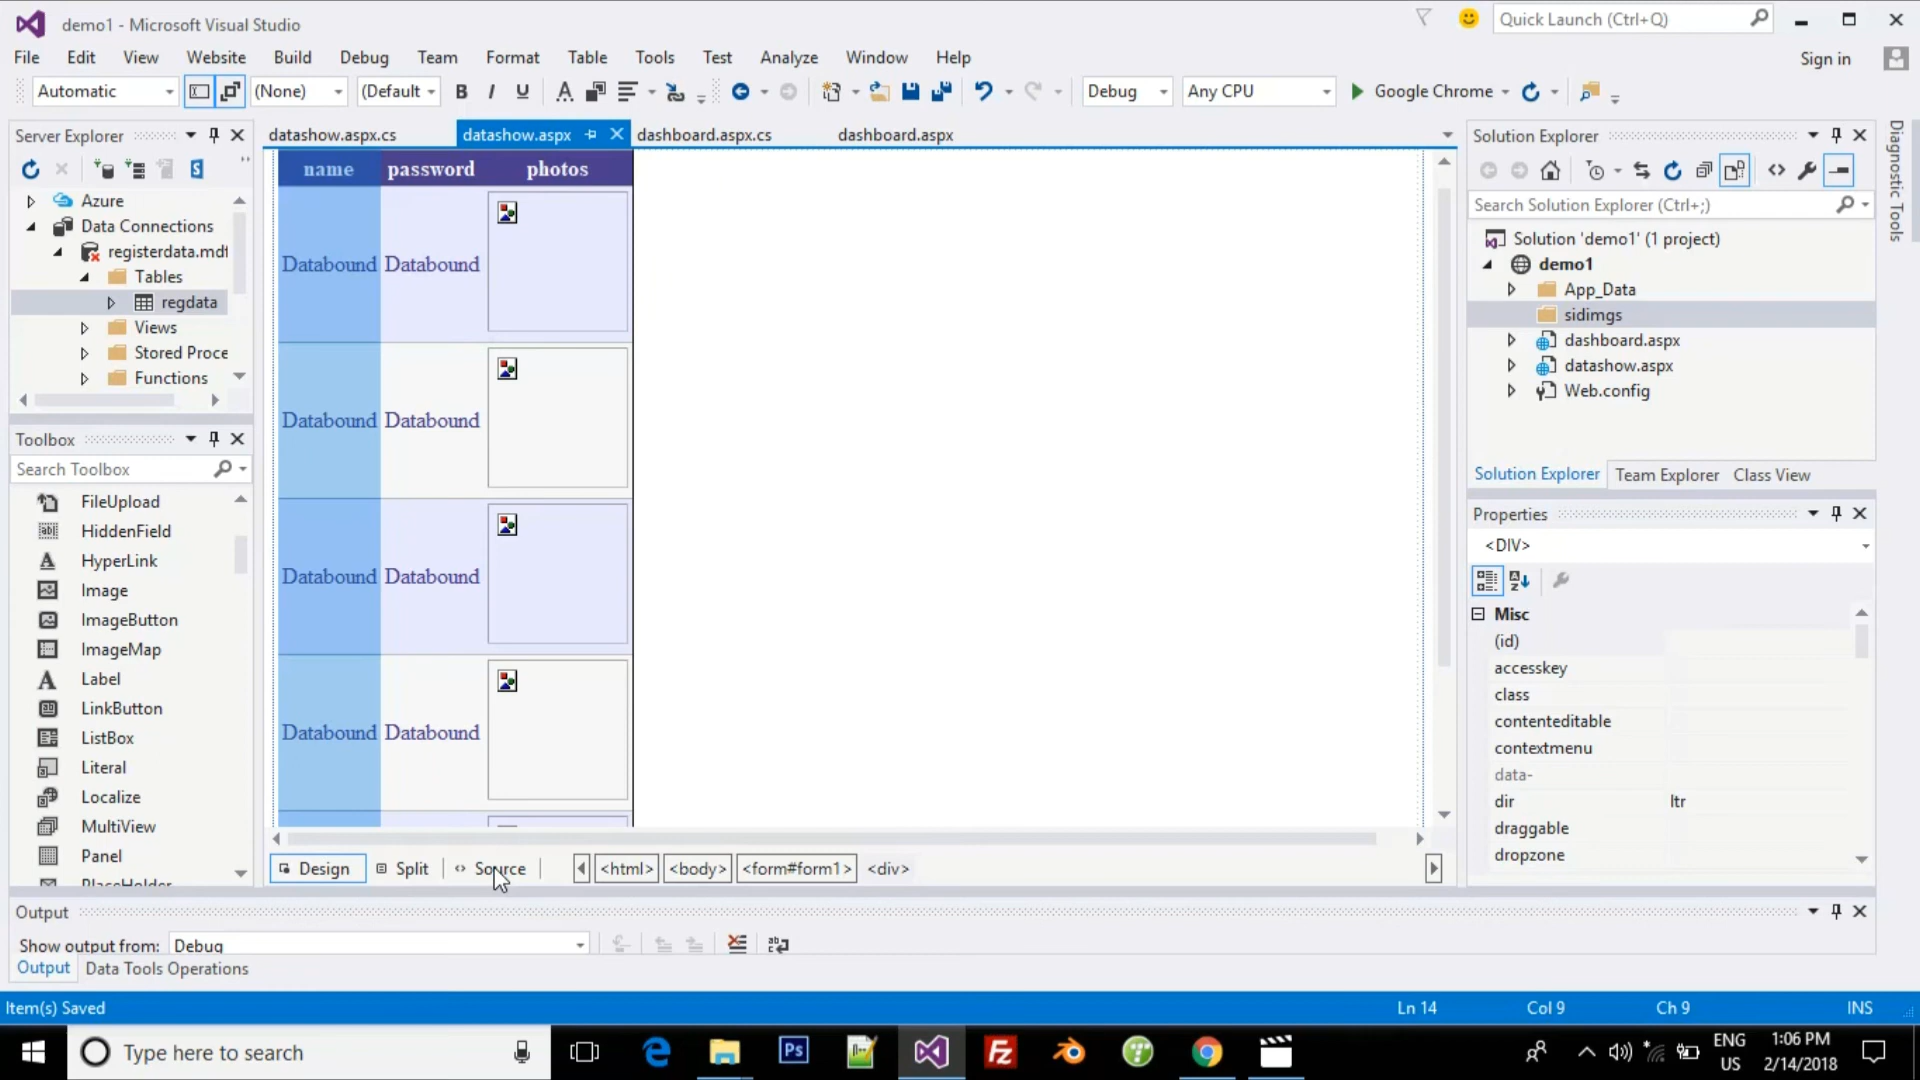 demo1 - Microsoft Visual Studio
Quick Launch (Ctrl+Q)
File Edit View Website Build Debug Team Format Table Tools Test Analyze Window Help
Sign in
Automatic (None) (Default B I U Debug Any CPU Google Chrome
Server Explorer
Azure
Data Connections
registerdata.mdf
Tables
regdata
Views
Stored Proce
Functions
Toolbox
Search Toolbox
FileUpload
HiddenField
HyperLink
Image
ImageButton
ImageMap
Label
LinkButton
ListBox
Literal
Localize
MultiView
Panel
PlaceHolder
datashow.aspx.cs datashow.aspx dashboard.aspx.cs dashboard.aspx
name password photos
Databound Databound
Databound Databound
Databound Databound
Databound Databound
Design Split Source <html> <body> <form#form1> <div>
Solution Explorer
Search Solution Explorer (Ctrl+;)
Solution 'demo1' (1 project)
demo1
App_Data
sidimgs
dashboard.aspx
datashow.aspx
Web.config
Solution Explorer Team Explorer Class View
Properties
<DIV>
Misc
(id)
accesskey
class
contenteditable
contextmenu
data-
dir ltr
draggable
dropzone
Diagnostic Tools
Output
Show output from: Debug
Output Data Tools Operations
Item(s) Saved Ln 14 Col 9 Ch 9 INS
Type here to search
Ps
ENG
US
1:06 PM
2/14/2018